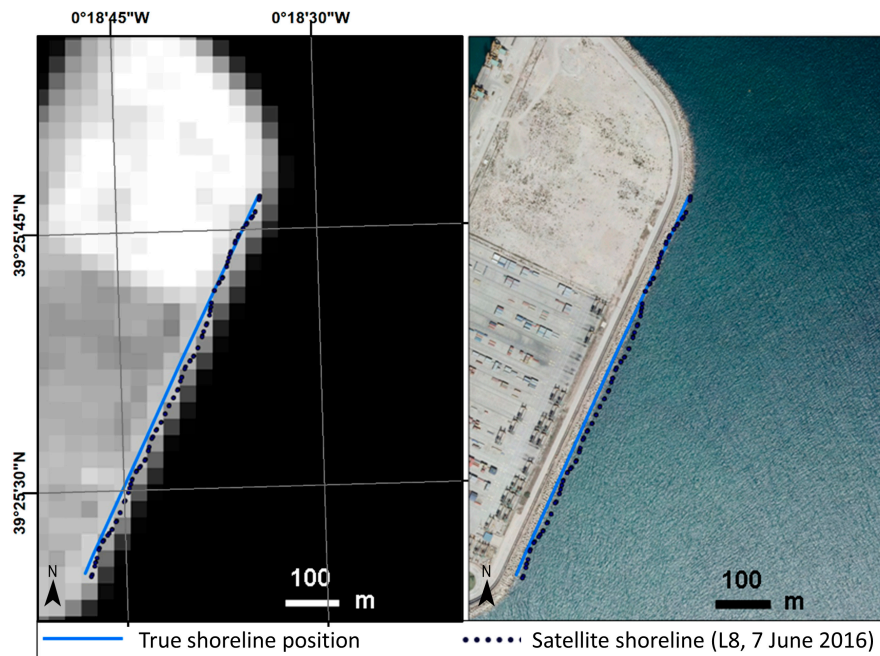 0°18'45"W
0°18'30"W
39°25'45"N
39°25'30"N
N
100
m
N
100
m
True shoreline position
Satellite shoreline (L8, 7 June 2016)